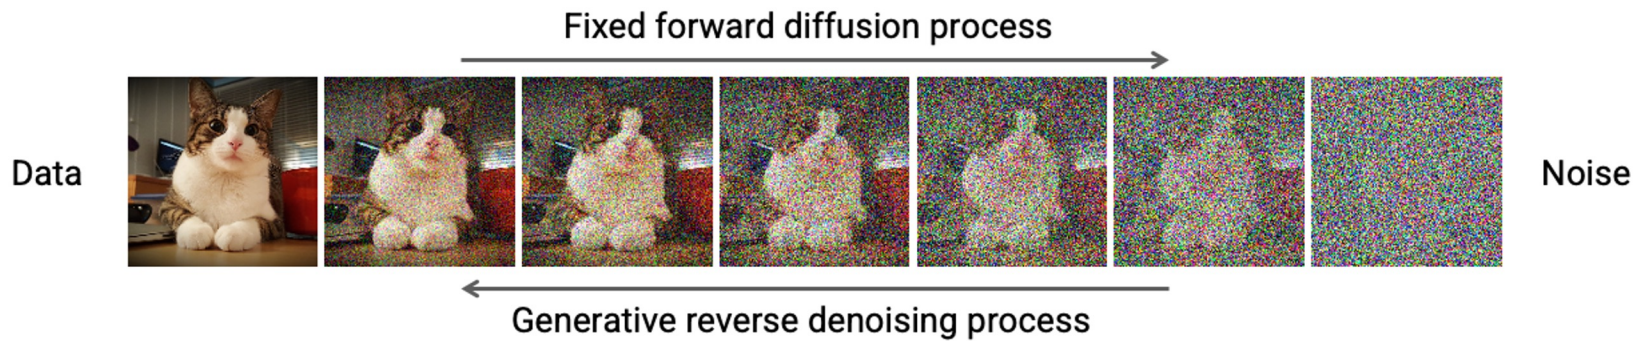 Fixed forward diffusion process
Data
Noise
Generative reverse denoising process